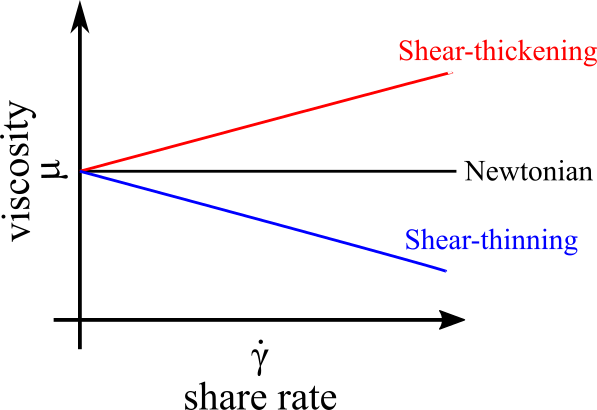 Shear-thickening
viscosity
μ
Newtonian
Shear-thinning
γ̇
share rate